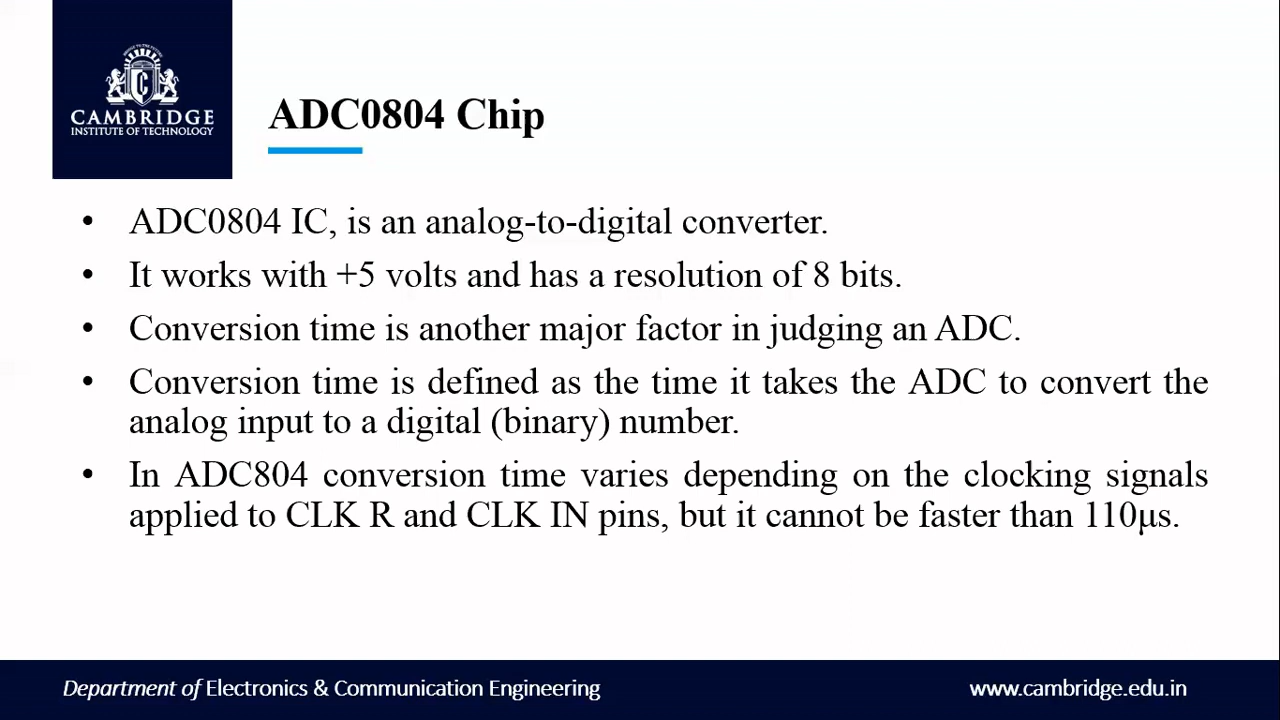 CAMBRIDGE
INSTITUTE OF TECHNOLOGY
ADC0804 Chip
• ADC0804 IC, is an analog-to-digital converter.
• It works with +5 volts and has a resolution of 8 bits.
• Conversion time is another major factor in judging an ADC.
• Conversion time is defined as the time it takes the ADC to convert the
analog input to a digital (binary) number.
• In ADC804 conversion time varies depending on the clocking signals
applied to CLK R and CLK IN pins, but it cannot be faster than 110μs.
Department of Electronics & Communication Engineering
www.cambridge.edu.in